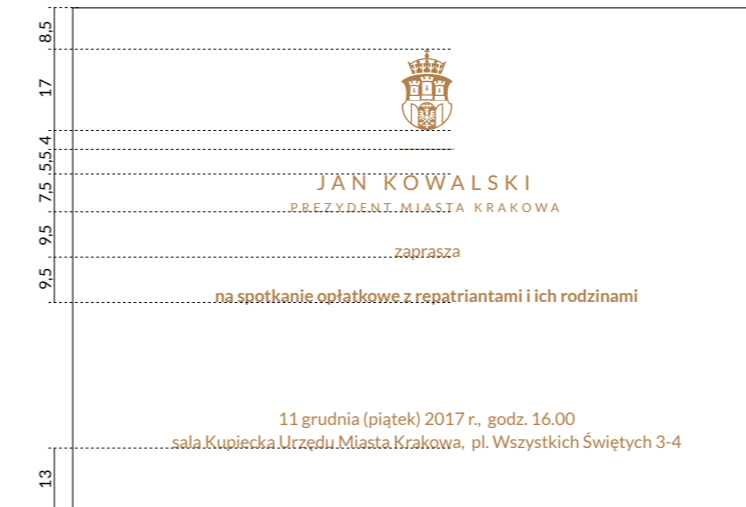 8,5
17
4
5,5
7,5
9,5
9,5
13
JAN KOWALSKI
PREZYDENT MIASTA KRAKOWA
zaprasza
na spotkanie opłatkowe z repatriantami i ich rodzinami
11 grudnia (piątek) 2017 r., godz. 16.00
sala Kupiecka Urzędu Miasta Krakowa, pl. Wszystkich Świętych 3-4